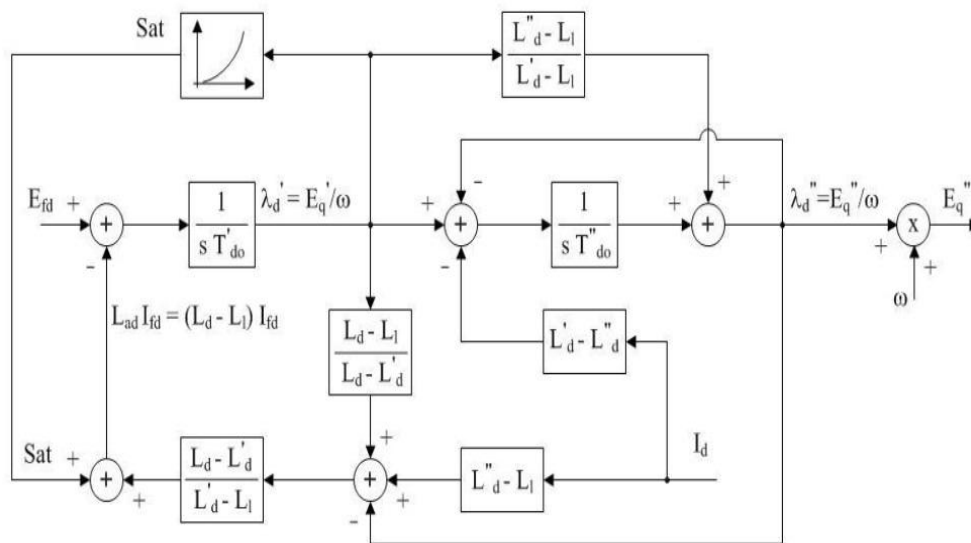 Sat
L"d - Ll
L'd - Ll
Efd
+
+
-
1
s T'do
λd' = Eq'/ω
-
+
+
-
1
s T"do
+
+
+
λd"=Eq"/ω
+
x
+
ω
Eq"
Lad Ifd = (Ld - Ll) Ifd
Ld - Ll
Ld - L'd
L'd - L"d
Sat
+
+
+
Ld - L'd
L'd - Ll
+
+
+
-
L"d - Ll
Id